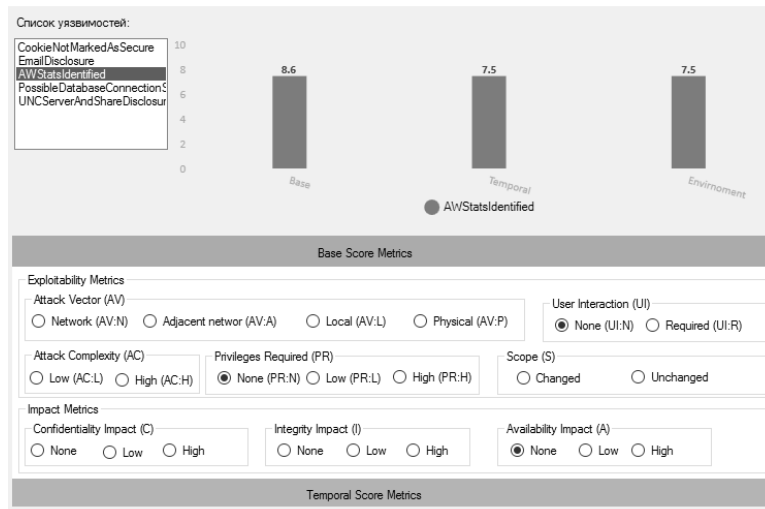 Список уязвимостей:
CookieNotMarkedAsSecure
EmailDisclosure
AWStatsIdentified
PossibleDatabaseConnectionS
UNCServerAndShareDisclosur
10
8
6
4
2
0
8.6
7.5
7.5
Base
Temporal
Envirnoment
AWStatsIdentified
Base Score Metrics
Exploitability Metrics
Attack Vector (AV)
Network (AV:N) Adjacent networ (AV:A) Local (AV:L) Physical (AV:P)
User Interaction (UI)
None (UI:N) Required (UI:R)
Attack Complexity (AC)
Low (AC:L) High (AC:H)
Privileges Required (PR)
None (PR:N) Low (PR:L) High (PR:H)
Scope (S)
Changed Unchanged
Impact Metrics
Confidentiality Impact (C)
None Low High
Integrity Impact (I)
None Low High
Availability Impact (A)
None Low High
Temporal Score Metrics